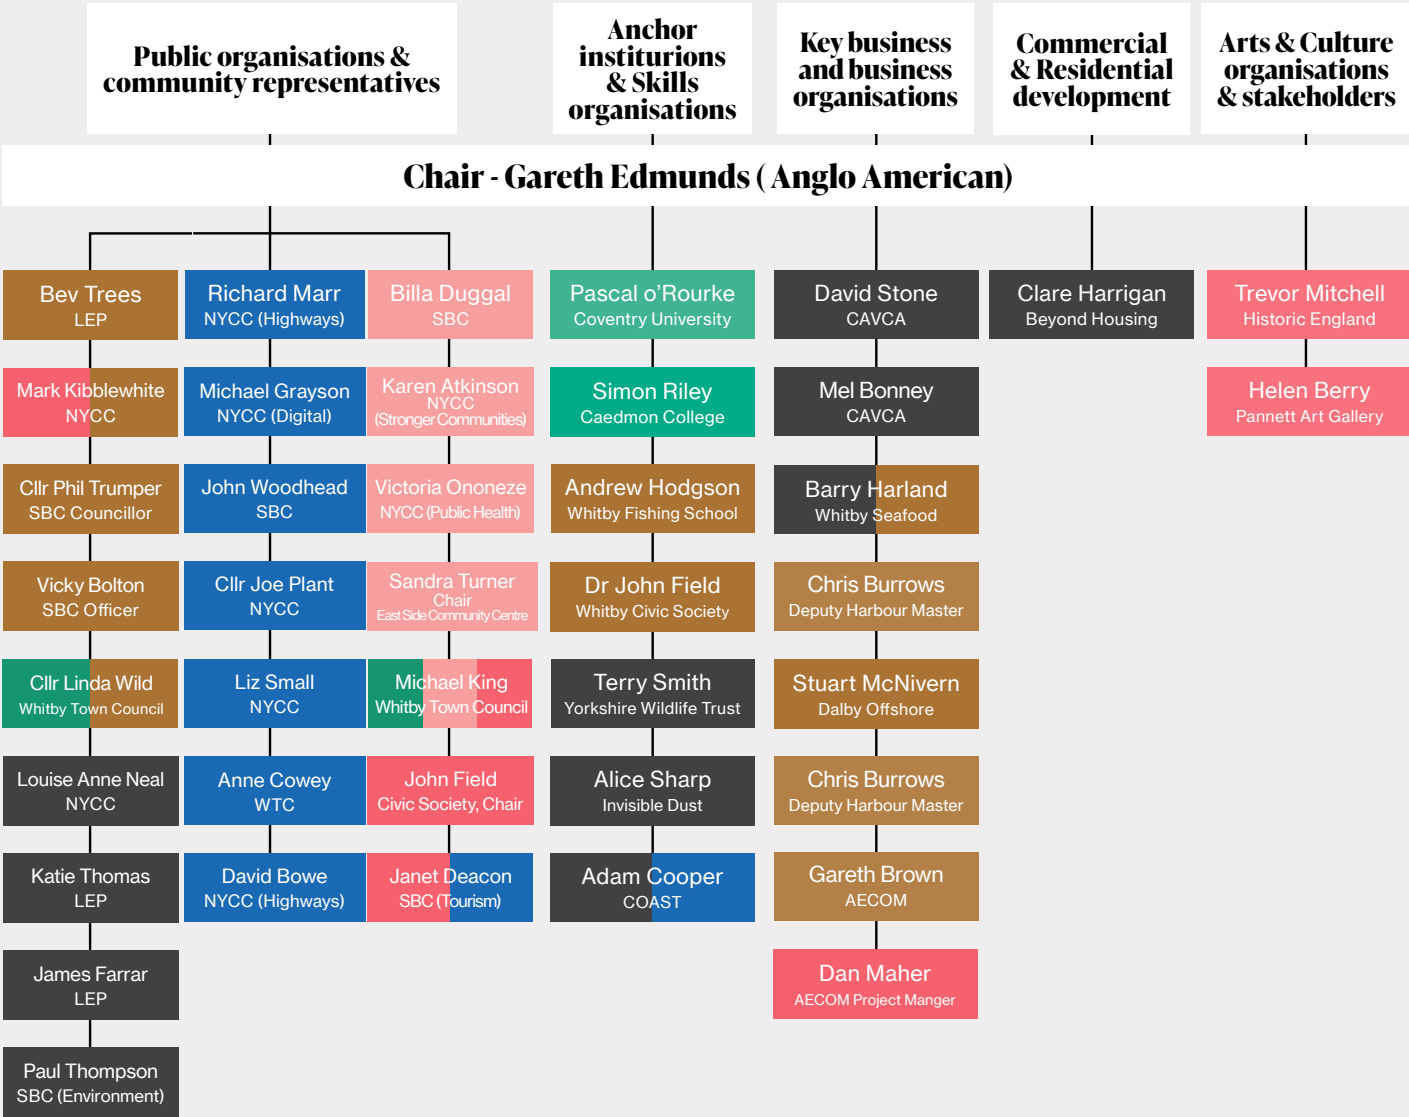 Public organisations &
community representatives
Anchor
institurions
& Skills
organisations
Key business
and business
organisations
Commercial
& Residential
development
Arts & Culture
organisations
& stakeholders
Chair - Gareth Edmunds ( Anglo American)
Bev Trees
LEP
Mark Kibblewhite
NYCC
Cllr Phil Trumper
SBC Councillor
Vicky Bolton
SBC Officer
Cllr Linda Wild
Whitby Town Council
Louise Anne Neal
NYCC
Katie Thomas
LEP
James Farrar
LEP
Paul Thompson
SBC (Environment)
Richard Marr
NYCC (Highways)
Michael Grayson
NYCC (Digital)
John Woodhead
SBC
Cllr Joe Plant
NYCC
Liz Small
NYCC
Anne Cowey
WTC
David Bowe
NYCC (Highways)
Billa Duggal
SBC
Karen Atkinson
NYCC
(Stronger Communities)
Victoria Ononeze
NYCC (Public Health)
Sandra Turner
Chair
East Side Community Centre
Michael King
Whitby Town Council
John Field
Civic Society, Chair
Janet Deacon
SBC (Tourism)
Pascal o'Rourke
Coventry University
Simon Riley
Caedmon College
Andrew Hodgson
Whitby Fishing School
Dr John Field
Whitby Civic Society
Terry Smith
Yorkshire Wildlife Trust
Alice Sharp
Invisible Dust
Adam Cooper
COAST
David Stone
CAVCA
Mel Bonney
CAVCA
Barry Harland
Whitby Seafood
Chris Burrows
Deputy Harbour Master
Stuart McNivern
Dalby Offshore
Chris Burrows
Deputy Harbour Master
Gareth Brown
AECOM
Dan Maher
AECOM Project Manger
Clare Harrigan
Beyond Housing
Trevor Mitchell
Historic England
Helen Berry
Pannett Art Gallery